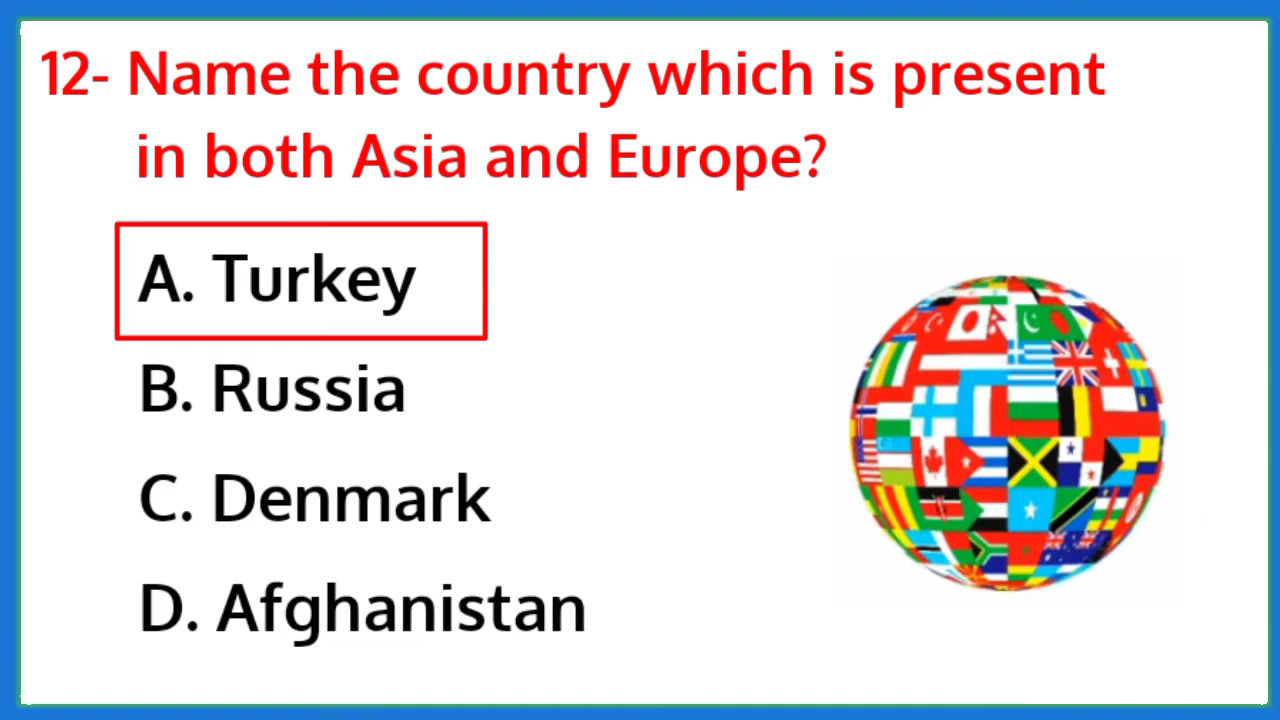 12- Name the country which is present
in both Asia and Europe?
A. Turkey
B. Russia
C. Denmark
D. Afghanistan